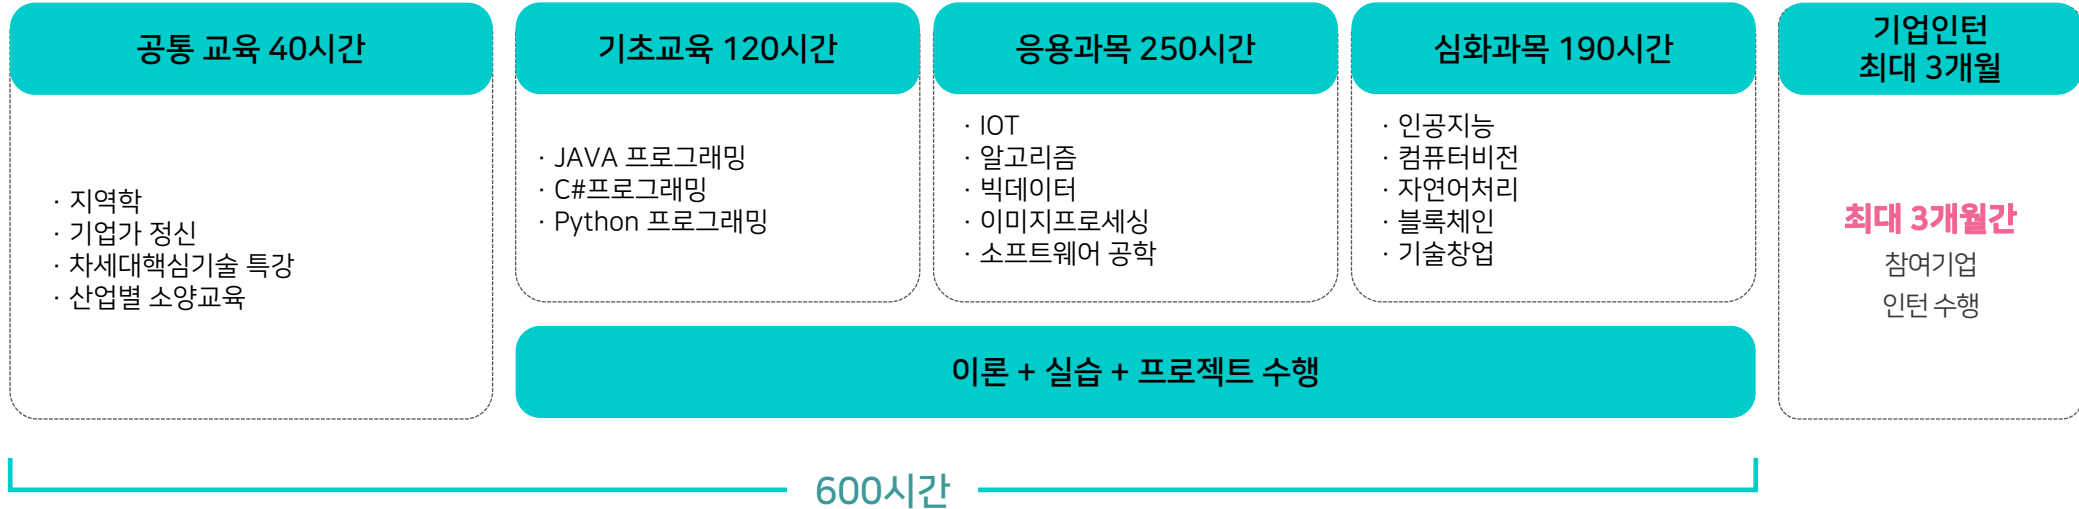 공통 교육 40시간
· 지역학
· 기업가 정신
· 차세대핵심기술 특강
· 산업별 소양교육
기초교육 120시간
· JAVA 프로그래밍
· C#프로그래밍
· Python 프로그래밍
응용과목 250시간
· IOT
· 알고리즘
· 빅데이터
· 이미지프로세싱
· 소프트웨어 공학
심화과목 190시간
· 인공지능
· 컴퓨터비전
· 자연어처리
· 블록체인
· 기술창업
이론 + 실습 + 프로젝트 수행
기업인턴
최대 3개월
최대 3개월간
참여기업
인턴 수행
600시간